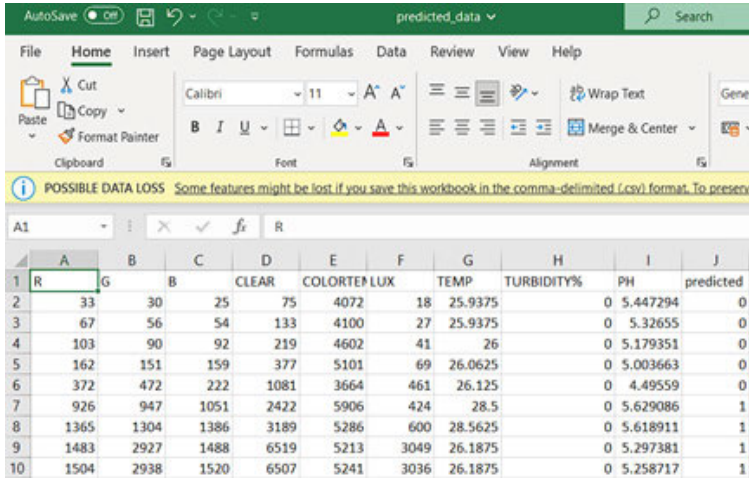 AutoSave Off predicted_data Search
File Home Insert Page Layout Formulas Data Review View Help
Cut
Copy
Paste
Format Painter
Calibri 11 A A
B I U A
Wrap Text
Merge & Center
Gene
Clipboard Font Alignment
POSSIBLE DATA LOSS Some features might be lost if you save this workbook in the comma-delimited (.csv) format. To preserv
A1 fx R
A B C D E F G H I J
1 R G B CLEAR COLORTEM LUX TEMP TURBIDITY% PH predicted
2 33 30 25 75 4072 18 25.9375 0 5.447294 0
3 67 56 54 133 4100 27 25.9375 0 5.32655 0
4 103 90 92 219 4602 41 26 0 5.179351 0
5 162 151 159 377 5101 69 26.0625 0 5.003663 0
6 372 472 222 1081 3664 461 26.125 0 4.49559 0
7 926 947 1051 2422 5906 424 28.5 0 5.629086 1
8 1365 1304 1386 3189 5286 600 28.5625 0 5.618911 1
9 1483 2927 1488 6519 5213 3049 26.1875 0 5.297381 1
10 1504 2938 1520 6507 5241 3036 26.1875 0 5.258717 1